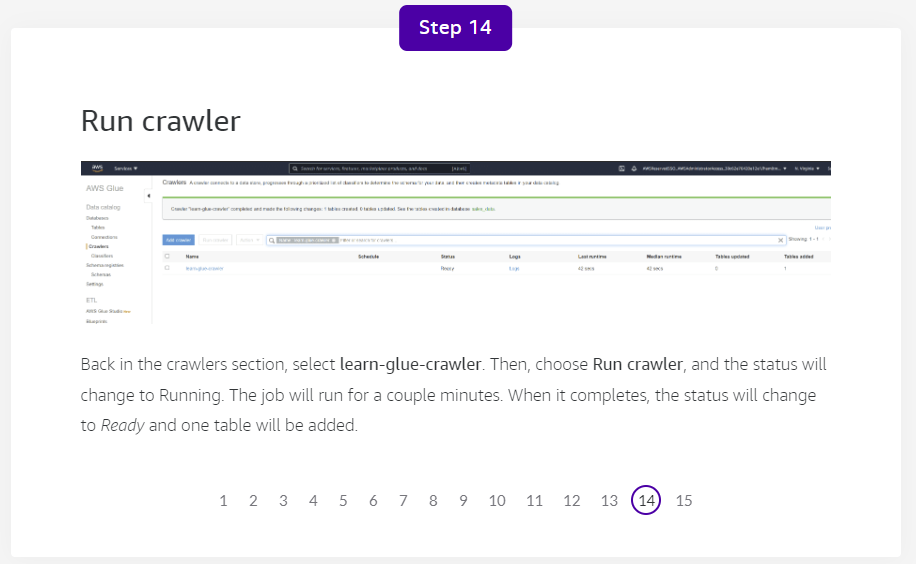 Step 14
Run crawler
aws Services
Search for services, features, marketplace products, and docs [Alt+S]
AWS Glue
Crawlers A crawler connects to a data store, progresses through a prioritized list of classifiers to determine the schema for your data, and then creates metadata tables in your data catalog.
Data catalog
Databases
Tables
Connections
Crawlers
Classifiers
Schema registries
Schemas
Settings
ETL
AWS Glue Studio
Blueprints
Crawler "learn-glue-crawler" completed and made the following changes: 1 tables created, 0 tables updated. See the tables created in database
User pr
Add crawler Run crawler Action
Showing: 1 - 1
Name Schedule Status Logs Last runtime Median runtime Tables updated Tables added
learn-glue-crawler Ready Logs 42 secs 42 secs 0 1
Back in the crawlers section, select learn-glue-crawler. Then, choose Run crawler, and the status will
change to Running. The job will run for a couple minutes. When it completes, the status will change
to Ready and one table will be added.
1 2 3 4 5 6 7 8 9 10 11 12 13 14 15